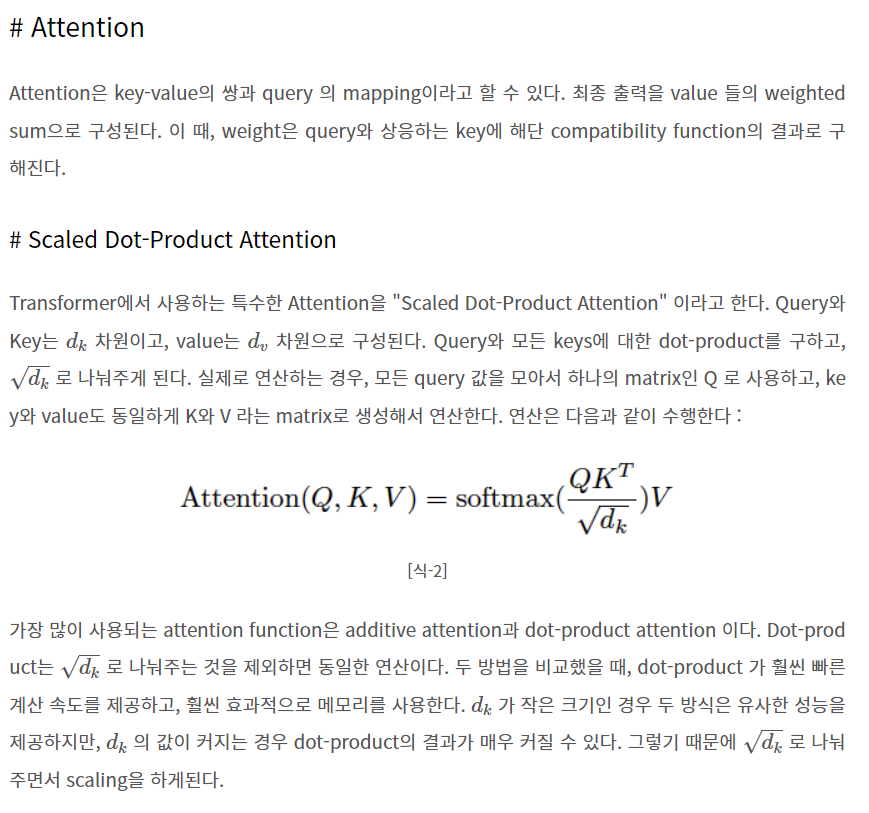 # Attention
Attention은 key-value의 쌍과 query 의 mapping이라고 할 수 있다. 최종 출력을 value 들의 weighted
sum으로 구성된다. 이 때, weight은 query와 상응하는 key에 해단 compatibility function의 결과로 구
해진다.
# Scaled Dot-Product Attention
Transformer에서 사용하는 특수한 Attention을 "Scaled Dot-Product Attention" 이라고 한다. Query와
Key는 dₖ 차원이고, value는 dᵥ 차원으로 구성된다. Query와 모든 keys에 대한 dot-product를 구하고,
√dₖ 로 나눠주게 된다. 실제로 연산하는 경우, 모든 query 값을 모아서 하나의 matrix인 Q 로 사용하고, ke
y와 value도 동일하게 K와 V 라는 matrix로 생성해서 연산한다. 연산은 다음과 같이 수행한다 :
Attention(Q, K, V) = softmax(QKᵀ/√dₖ)V
[식-2]
가장 많이 사용되는 attention function은 additive attention과 dot-product attention 이다. Dot-prod
uct는 √dₖ 로 나눠주는 것을 제외하면 동일한 연산이다. 두 방법을 비교했을 때, dot-product 가 훨씬 빠른
계산 속도를 제공하고, 훨씬 효과적으로 메모리를 사용한다. dₖ 가 작은 크기인 경우 두 방식은 유사한 성능을
제공하지만, dₖ 의 값이 커지는 경우 dot-product의 결과가 매우 커질 수 있다. 그렇기 때문에 √dₖ 로 나눠
주면서 scaling을 하게된다.